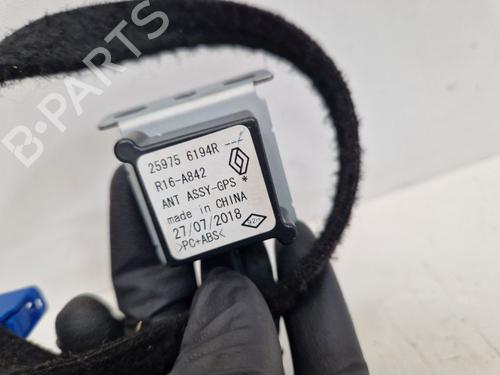 B-PARTS
25975 6194R
R16-A842
ANT ASSY-GPS *
made in CHINA
27/07/2018
>PC+ABS<